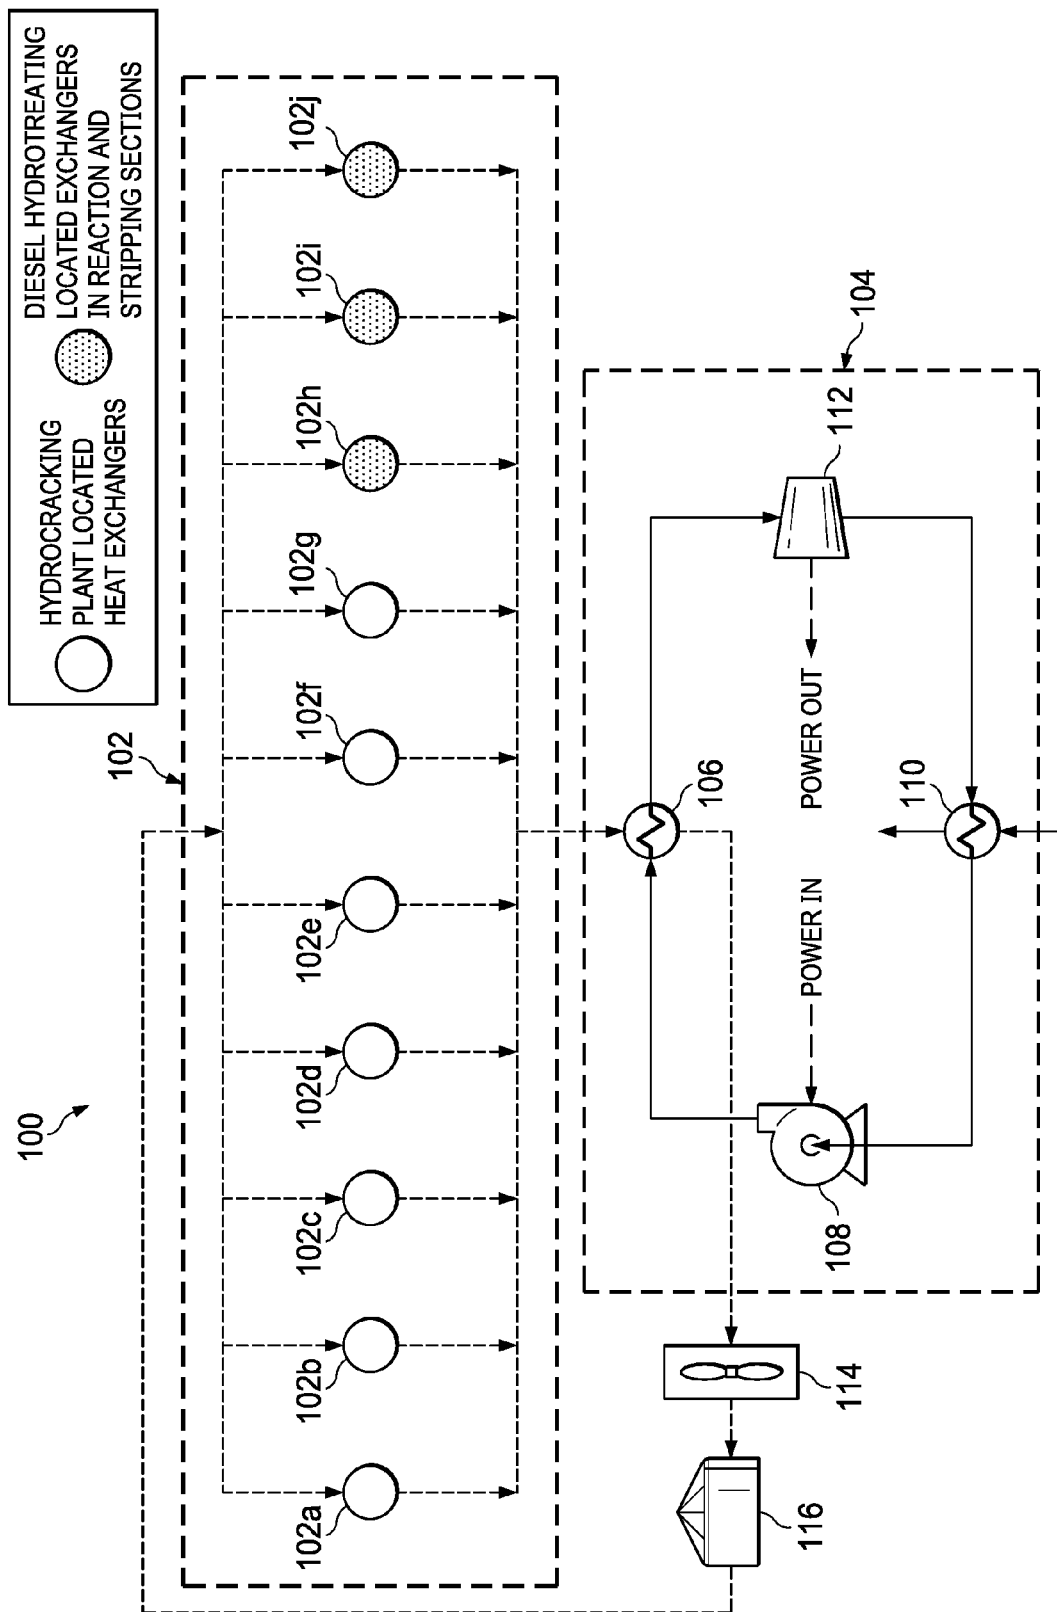 HYDROCRACKING
PLANT LOCATED
HEAT EXCHANGERS
DIESEL HYDROTREATING
LOCATED EXCHANGERS
IN REACTION AND
STRIPPING SECTIONS
100
102
102a
102b
102c
102d
102e
102f
102g
102h
102i
102j
104
106
112
POWER IN
POWER OUT
108
110
114
116